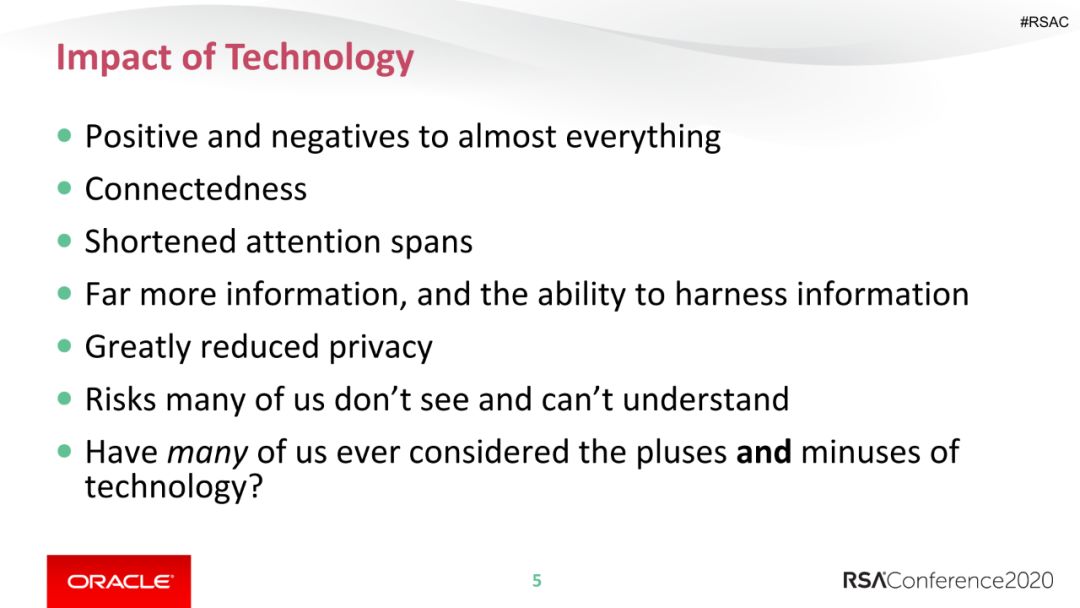 #RSAC
Impact of Technology
• Positive and negatives to almost everything
• Connectedness
• Shortened attention spans
• Far more information, and the ability to harness information
• Greatly reduced privacy
• Risks many of us don’t see and can’t understand
• Have many of us ever considered the pluses and minuses of
technology?
ORACLE
5
RSAConference2020